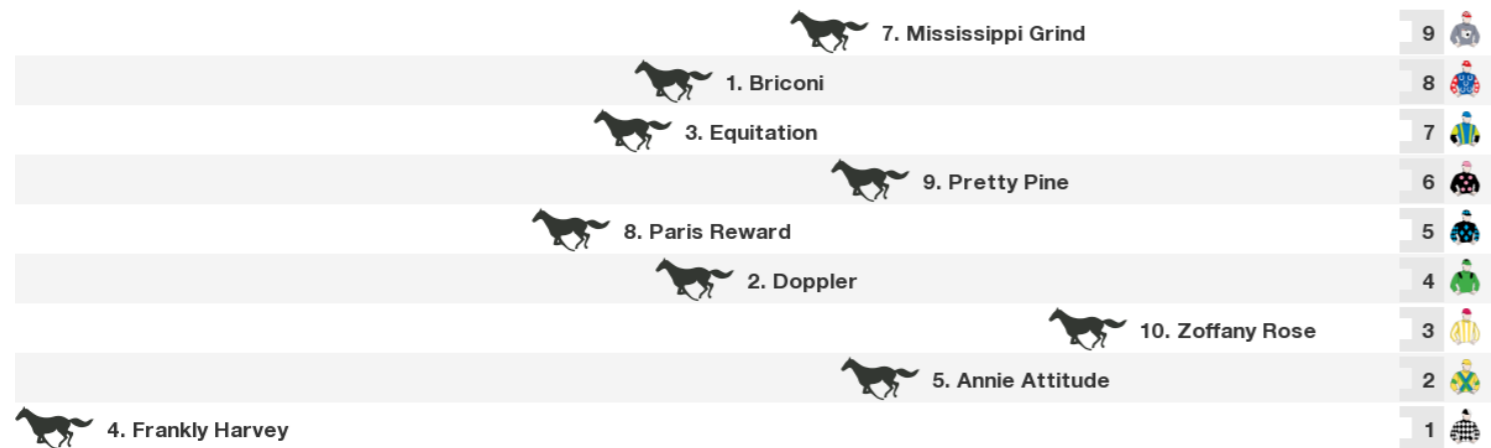 7. Mississippi Grind 9
1. Briconi 8
3. Equitation 7
9. Pretty Pine 6
8. Paris Reward 5
2. Doppler 4
10. Zoffany Rose 3
5. Annie Attitude 2
4. Frankly Harvey 1